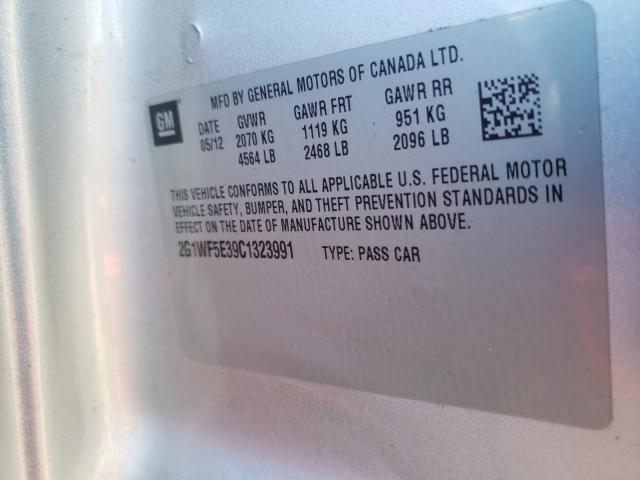 MFD BY GENERAL MOTORS OF CANADA LTD.
GM
DATE GVWR GAWR FRT GAWR RR
05/12 2070 KG 1119 KG 951 KG
4564 LB 2468 LB 2096 LB
THIS VEHICLE CONFORMS TO ALL APPLICABLE U.S. FEDERAL MOTOR
VEHICLE SAFETY, BUMPER, AND THEFT PREVENTION STANDARDS IN
EFFECT ON THE DATE OF MANUFACTURE SHOWN ABOVE.
2G1WF5E39C1323991 TYPE: PASS CAR